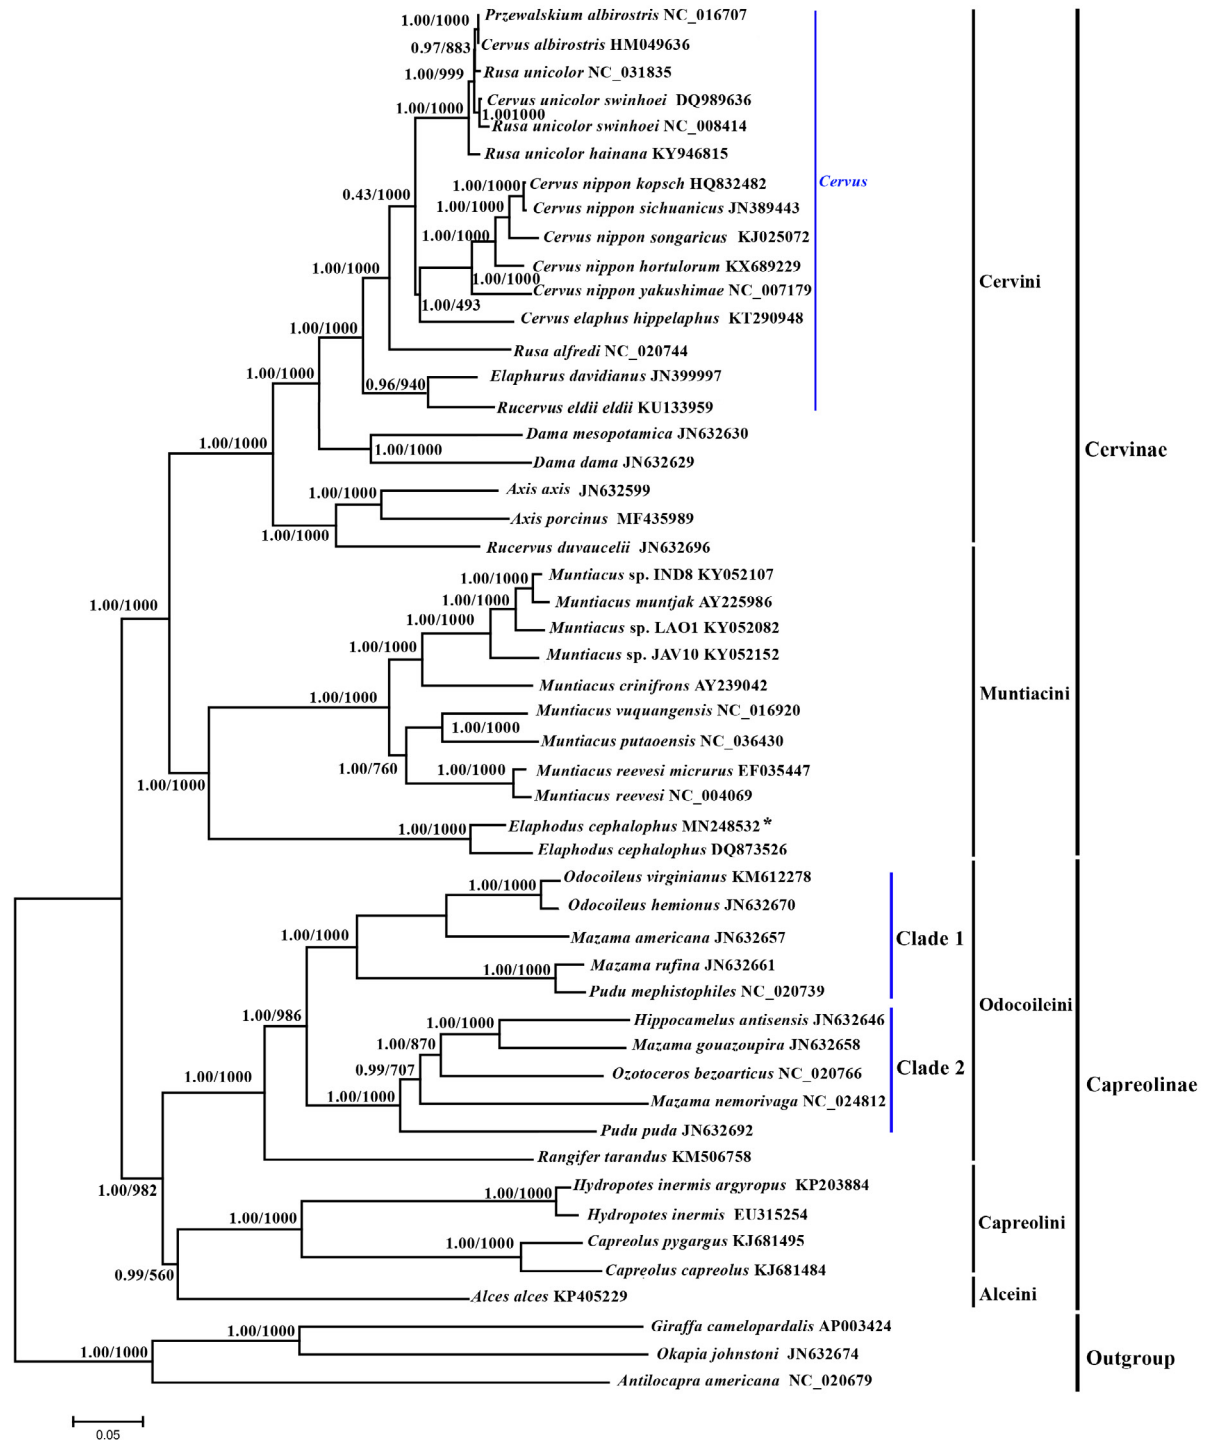 1.00/1000 Przewalskium albirostris NC_016707
0.97/883 Cervus albirostris HM049636
1.00/999 Rusa unicolor NC_031835
Cervus unicolor swinhoei DQ989636
1.00/1000 1.001000
Rusa unicolor swinhoei NC_008414
Rusa unicolor hainana KY946815
1.00/1000 Cervus nippon kopsch HQ832482
Cervus
0.43/1000
1.00/1000 Cervus nippon sichuanicus JN389443
1.00/1000 Cervus nippon songaricus KJ025072
1.00/1000 Cervus nippon hortulorum KX689229
1.00/1000
Cervini
Cervus nippon yakushimae NC_007179
1.00/493
Cervus elaphus hippelaphus KT290948
1.00/1000
Rusa alfredi NC_020744
1.00/1000 Elaphurus davidianus JN399997
0.96/940
Rucervus eldii eldii KU133959
Dama mesopotamica JN632630
1.00/1000 1.00/1000
Cervinae
Dama dama JN632629
1.00/1000 Axis axis JN632599
Axis porcinus MF435989
1.00/1000
Rucervus duvaucelii JN632696
1.00/1000 Muntiacus sp. IND8 KY052107
1.00/1000 1.00/1000 Muntiacus muntjak AY225986
1.00/1000 Muntiacus sp. LAO1 KY052082
1.00/1000 Muntiacus sp. JAV10 KY052152
Muntiacus crinifrons AY239042
1.00/1000 Muntiacini
Muntiacus vuquangensis NC_016920
1.00/1000
Muntiacus putaoensis NC_036430
1.00/760 1.00/1000 Muntiacus reevesi micrurus EF035447
1.00/1000
Muntiacus reevesi NC_004069
1.00/1000 Elaphodus cephalophus MN248532 *
Elaphodus cephalophus DQ873526
1.00/1000 Odocoileus virginianus KM612278
Odocoileus hemionus JN632670
1.00/1000 Mazama americana JN632657 Clade 1
1.00/1000 Mazama rufina JN632661
Pudu mephistophiles NC_020739
Odocoileini
1.00/986 1.00/1000 Hippocamelus antisensis JN632646
1.00/870 Mazama gouazoupira JN632658
0.99/707 Clade 2
1.00/1000 Ozotoceros bezoarticus NC_020766
Capreolinae
1.00/1000 Mazama nemorivaga NC_024812
Pudu puda JN632692
Rangifer tarandus KM506758
1.00/982 1.00/1000 Hydropotes inermis argyropus KP203884
1.00/1000 Hydropotes inermis EU315254
Capreolini
1.00/1000 Capreolus pygargus KJ681495
0.99/560 Capreolus capreolus KJ681484
Alces alces KP405229 Alceini
1.00/1000 Giraffa camelopardalis AP003424
1.00/1000 Okapia johnstoni JN632674
Outgroup
Antilocapra americana NC_020679
0.05